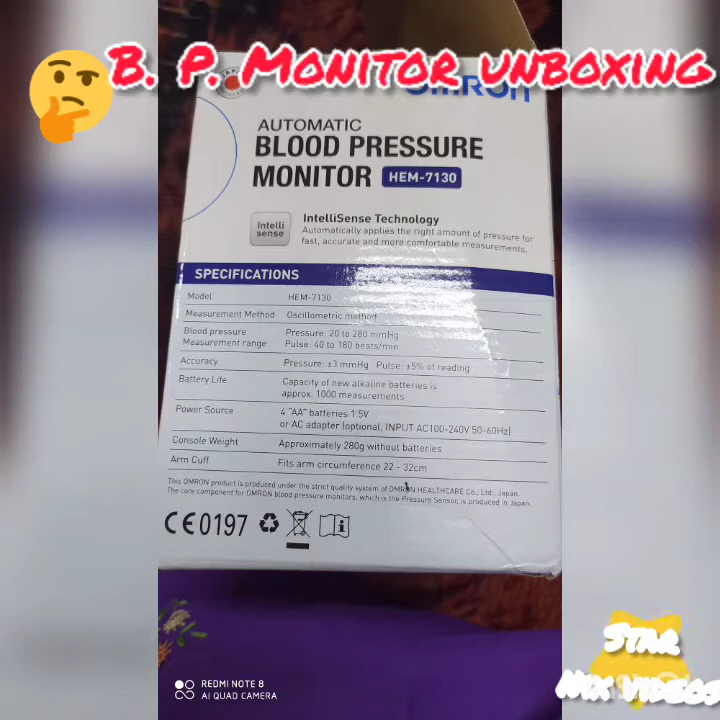 B. P. Monitor unboxing
OMRON
AUTOMATIC
BLOOD PRESSURE
MONITOR HEM-7130
Intelli
sense
IntelliSense Technology
Automatically applies the right amount of pressure for
fast, accurate and more comfortable measurements.
SPECIFICATIONS
Model HEM-7130
Measurement Method Oscillometric method
Blood pressure
Measurement range
Pressure: 20 to 280 mmHg
Pulse: 40 to 180 beats/min
Accuracy Pressure: ±3 mmHg Pulse: ±5% of reading
Battery Life Capacity of new alkaline batteries is
approx. 1000 measurements
Power Source 4 "AA" batteries 1.5V
or AC adapter (optional, INPUT AC100-240V 50-60Hz)
Console Weight Approximately 280g without batteries
Arm Cuff Fits arm circumference 22 - 32cm
This OMRON product is produced under the strict quality system of OMRON HEALTHCARE Co., Ltd., Japan.
The core component for OMRON blood pressure monitors, which is the Pressure Sensor, is produced in Japan.
CE0197
REDMI NOTE 8
AI QUAD CAMERA
Star
Mix videos